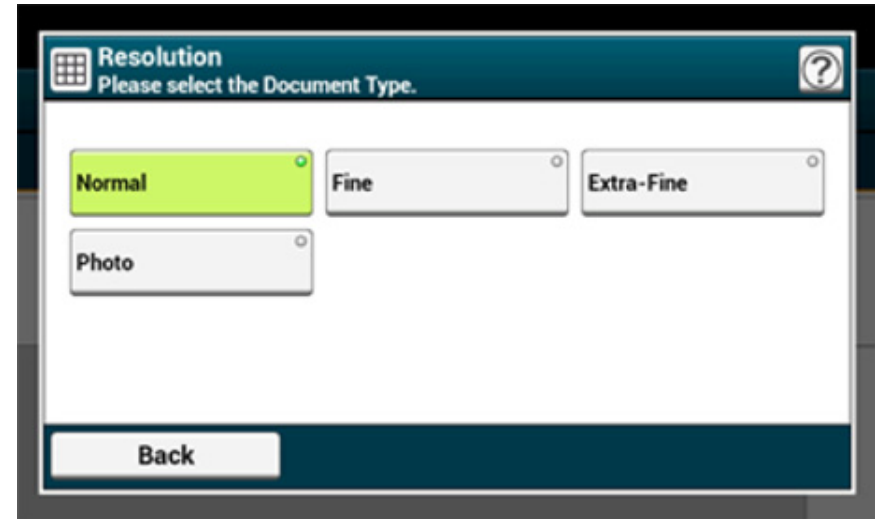 Resolution
Please select the Document Type.
?
Normal
Fine
Extra-Fine
Photo
Back